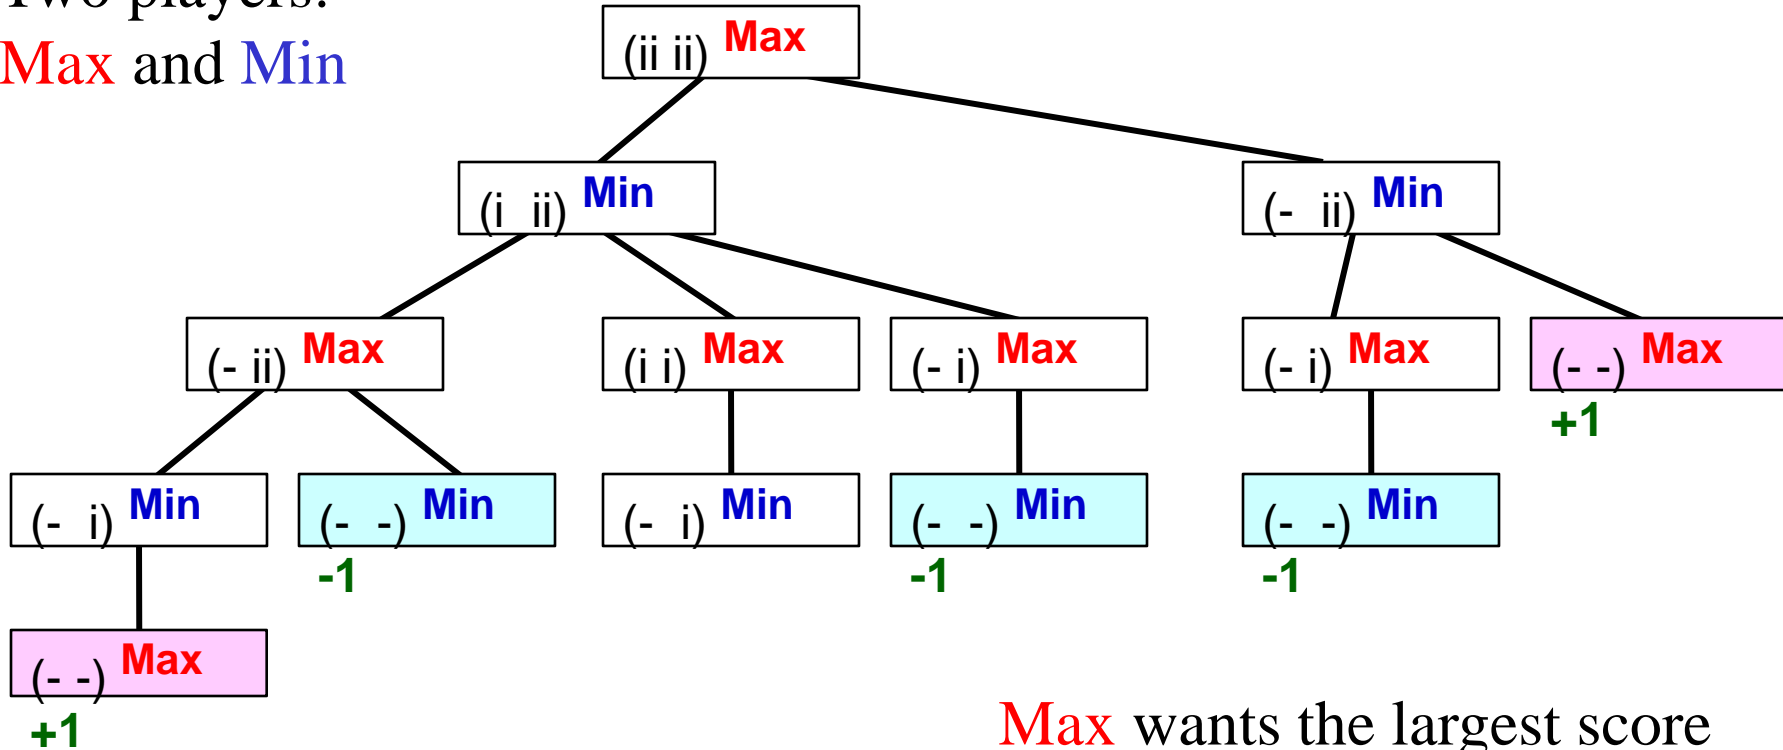 Two players:
Max and Min
(ii ii) Max
(i ii) Min
(- ii) Min
(- ii) Max
(i i) Max
(- i) Max
(- i) Max
(- -) Max
+1
(- i) Min
(- -) Min
-1
(- i) Min
(- -) Min
-1
(- -) Min
-1
(- -) Max
+1
Max wants the largest score